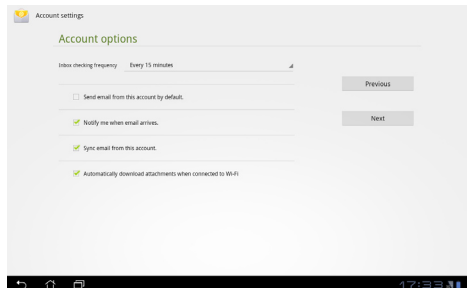 Account settings
Account options
Inbox checking frequency Every 15 minutes
Previous
Send email from this account by default.
Next
Notify me when email arrives.
Sync email from this account.
Automatically download attachments when connected to Wi-Fi
17:33